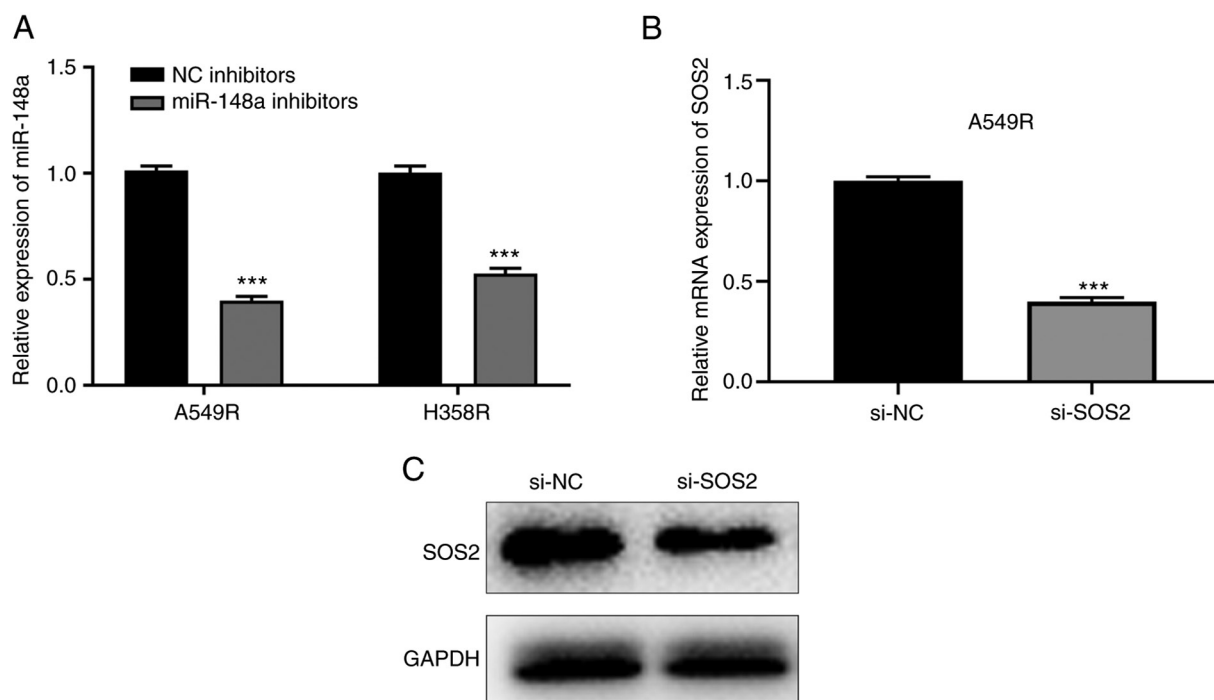 A
Relative expression of miR-148a
1.5
1.0
0.5
0.0
NC inhibitors
miR-148a inhibitors
***
***
A549R
H358R
B
Relative mRNA expression of SOS2
1.5
1.0
0.5
0.0
A549R
***
si-NC
si-SOS2
C
si-NC
si-SOS2
SOS2
GAPDH